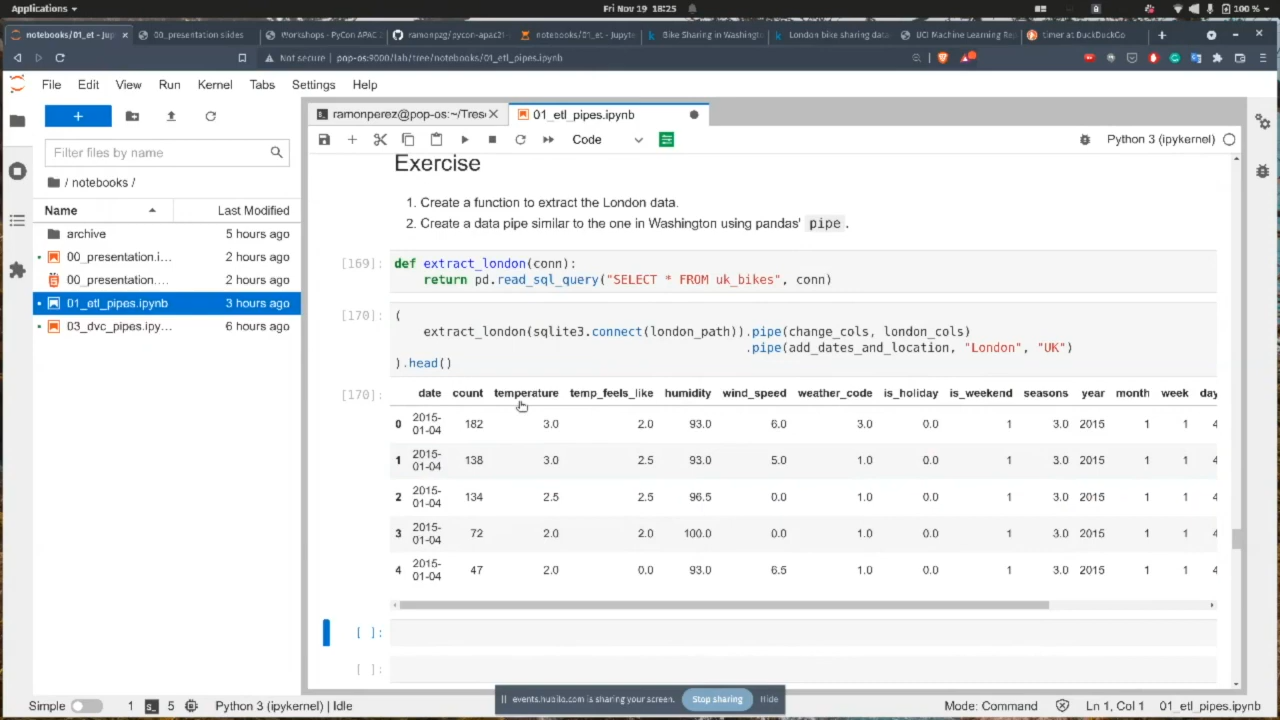 Applications
Fri Nov 19 18:25
100 %
notebooks/01_et - Jup
00_presentation slides
Workshops - PyCon APAC
ramonpzg/pycon-apac21
notebooks/01_et - Jupyte
Bike Sharing in Washingt
London bike sharing data
UCI Machine Learning Re
timer at DuckDuckGo
Not secure
pop-os:9000/lab/tree/notebooks/01_etl_pipes.ipynb
File Edit View Run Kernel Tabs Settings Help
ramonperez@pop-os:~/Tres
01_etl_pipes.ipynb
Code
Python 3 (ipykernel)
Filter files by name
/ notebooks /
Name Last Modified
archive 5 hours ago
00_presentation.i... 2 hours ago
00_presentation.... 2 hours ago
01_etl_pipes.ipynb 3 hours ago
03_dvc_pipes.ipy... 6 hours ago
Exercise
1. Create a function to extract the London data.
2. Create a data pipe similar to the one in Washington using pandas' pipe .
[169]: def extract_london(conn):
return pd.read_sql_query("SELECT * FROM uk_bikes", conn)
[170]: (
extract_london(sqlite3.connect(london_path)).pipe(change_cols, london_cols)
.pipe(add_dates_and_location, "London", "UK")
).head()
[170]: date count temperature temp_feels_like humidity wind_speed weather_code is_holiday is_weekend seasons year month week day
0 2015-01-04 182 3.0 2.0 93.0 6.0 3.0 0.0 1 3.0 2015 1 1 4
1 2015-01-04 138 3.0 2.5 93.0 5.0 1.0 0.0 1 3.0 2015 1 1 4
2 2015-01-04 134 2.5 2.5 96.5 0.0 1.0 0.0 1 3.0 2015 1 1 4
3 2015-01-04 72 2.0 2.0 100.0 0.0 1.0 0.0 1 3.0 2015 1 1 4
4 2015-01-04 47 2.0 0.0 93.0 6.5 1.0 0.0 1 3.0 2015 1 1 4
[ ]:
[ ]:
events.hubilo.com is sharing your screen. Stop sharing Hide
Simple 1 5 Python 3 (ipykernel) | Idle
Mode: Command Ln 1, Col 1 01_etl_pipes.ipynb